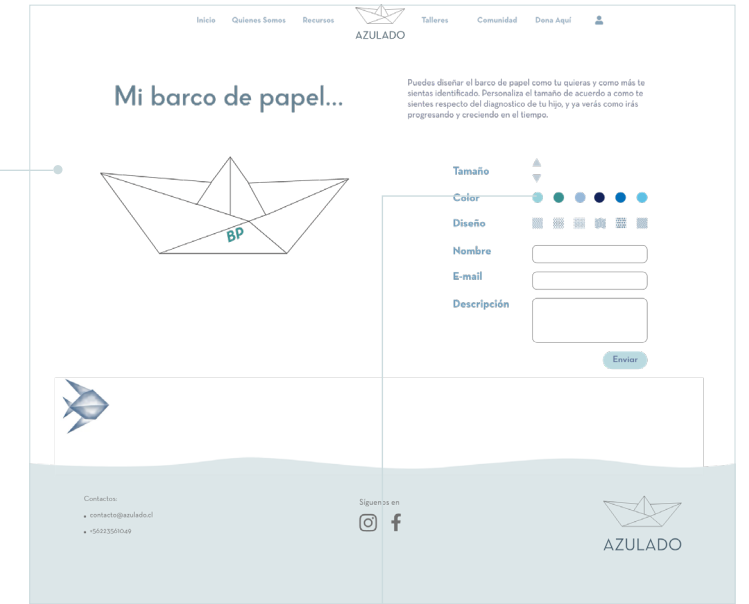 Inicio Quienes Somos Recursos AZULADO Talleres Comunidad Dona Aquí
Mi barco de papel...
Puedes diseñar el barco de papel como tu quieras y como más te
sientas identificado. Personaliza el tamaño de acuerdo a como te
sientes respecto del diagnostico de tu hijo, y ya verás como irás
progresando y creciendo en el tiempo.
BP
Tamaño
Color
Diseño
Nombre
E-mail
Descripción
Enviar
Contactos:
contacto@azulado.cl
+56223561049
Síguenos en
AZULADO